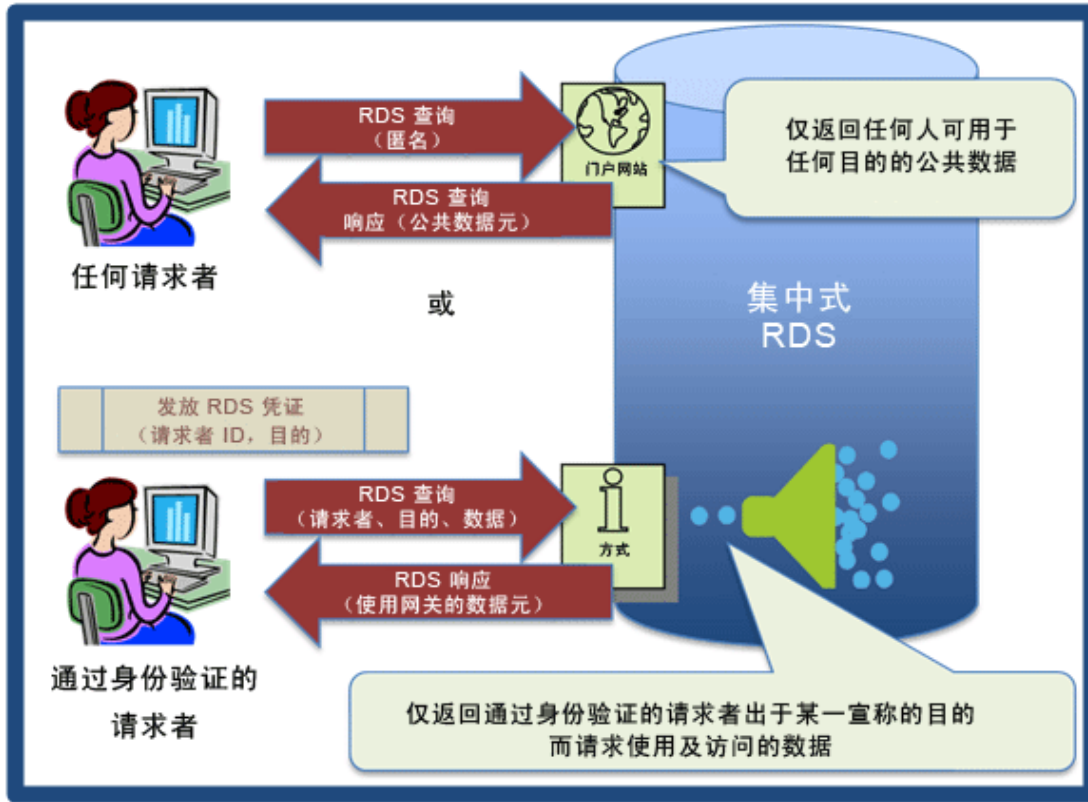 RDS 查询
（匿名）
门户网站
仅返回任何人可用于
任何目的的公共数据
RDS 查询
响应（公共数据元）
任何请求者
或
集中式
RDS
发放 RDS 凭证
（请求者 ID，目的）
RDS 查询
（请求者、目的、数据）
方式
RDS 响应
（使用网关的数据元）
通过身份验证的
请求者
仅返回通过身份验证的请求者出于某一宣称的目的
而请求使用及访问的数据